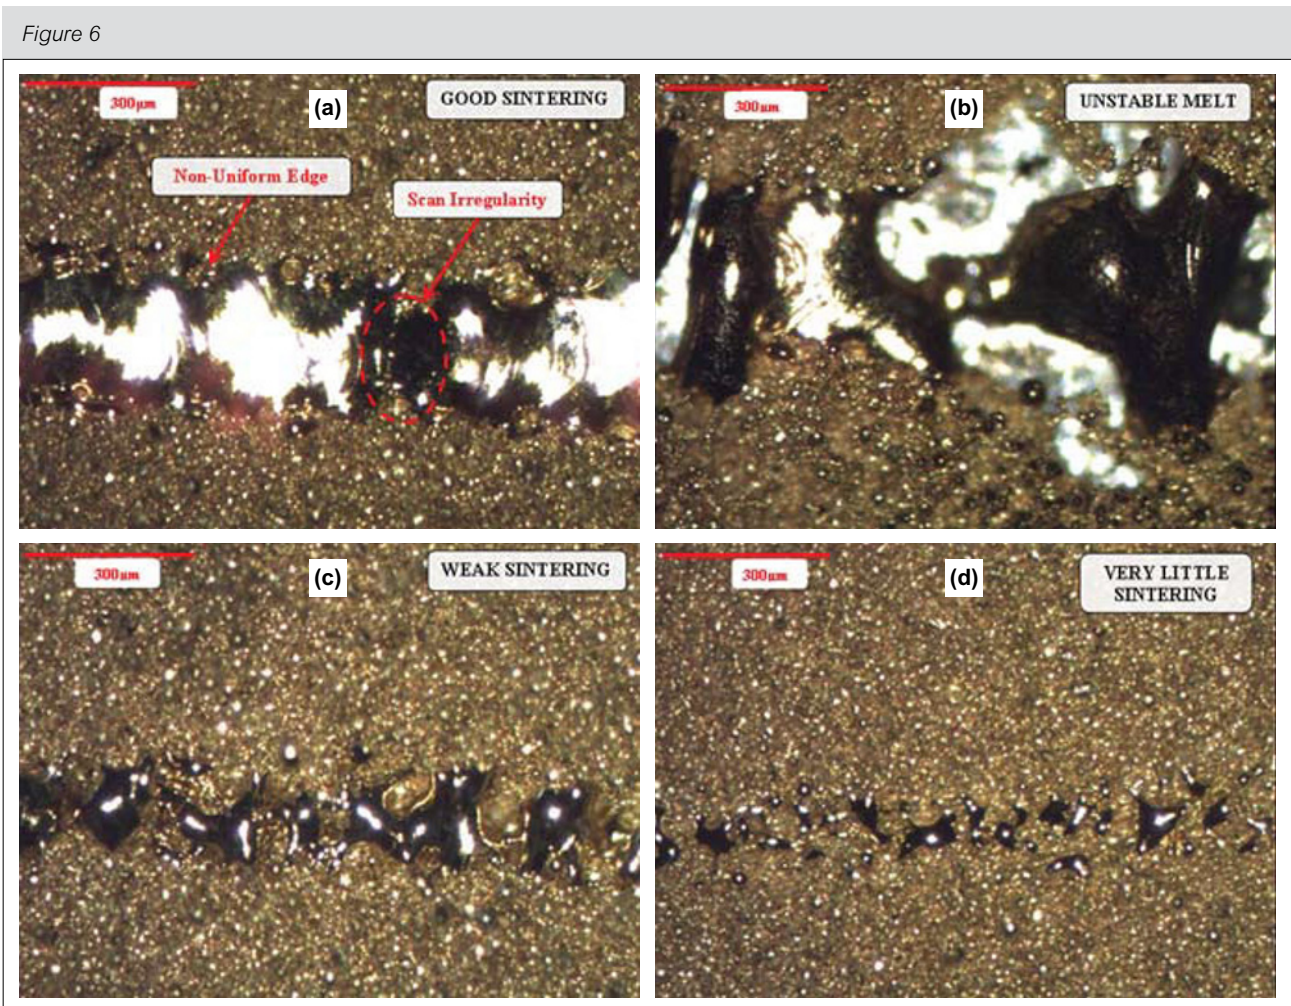 Figure 6
300µm
(a)
GOOD SINTERING
Non-Uniform Edge
Scan Irregularity
300µm
(b)
UNSTABLE MELT
300µm
(c)
WEAK SINTERING
300µm
(d)
VERY LITTLE
SINTERING